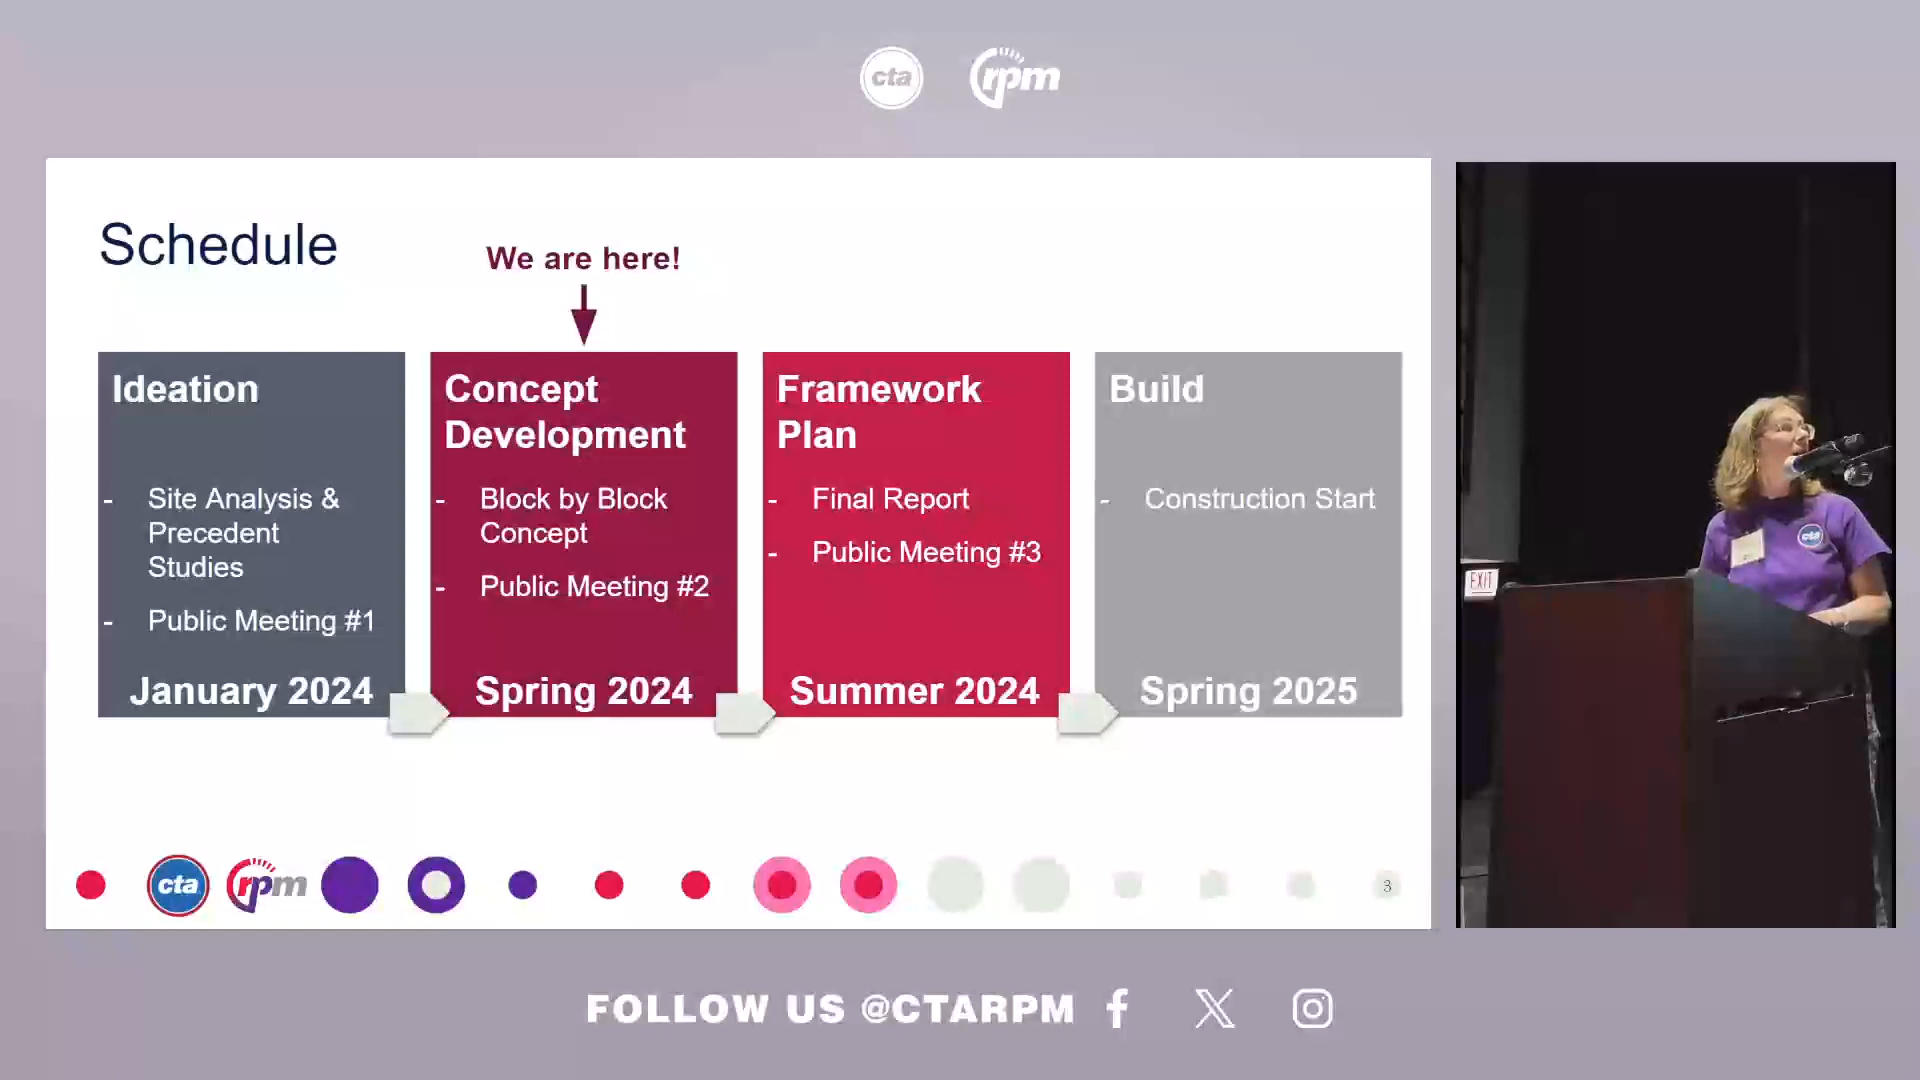 cta
rpm
Schedule
We are here!
Ideation
- Site Analysis &
Precedent
Studies
- Public Meeting #1
January 2024
Concept
Development
- Block by Block
Concept
- Public Meeting #2
Spring 2024
Framework
Plan
- Final Report
- Public Meeting #3
Summer 2024
Build
- Construction Start
Spring 2025
cta
rpm
3
EXIT
cta
FOLLOW US @CTARPM